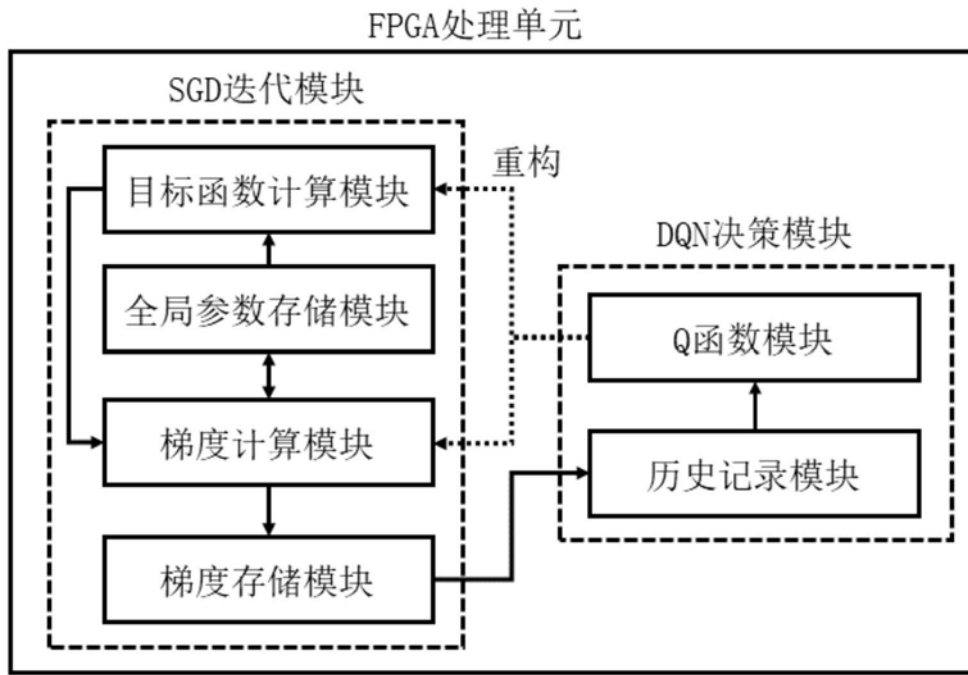 FPGA处理单元
SGD迭代模块
目标函数计算模块
全局参数存储模块
梯度计算模块
梯度存储模块
重构
DQN决策模块
Q函数模块
历史记录模块